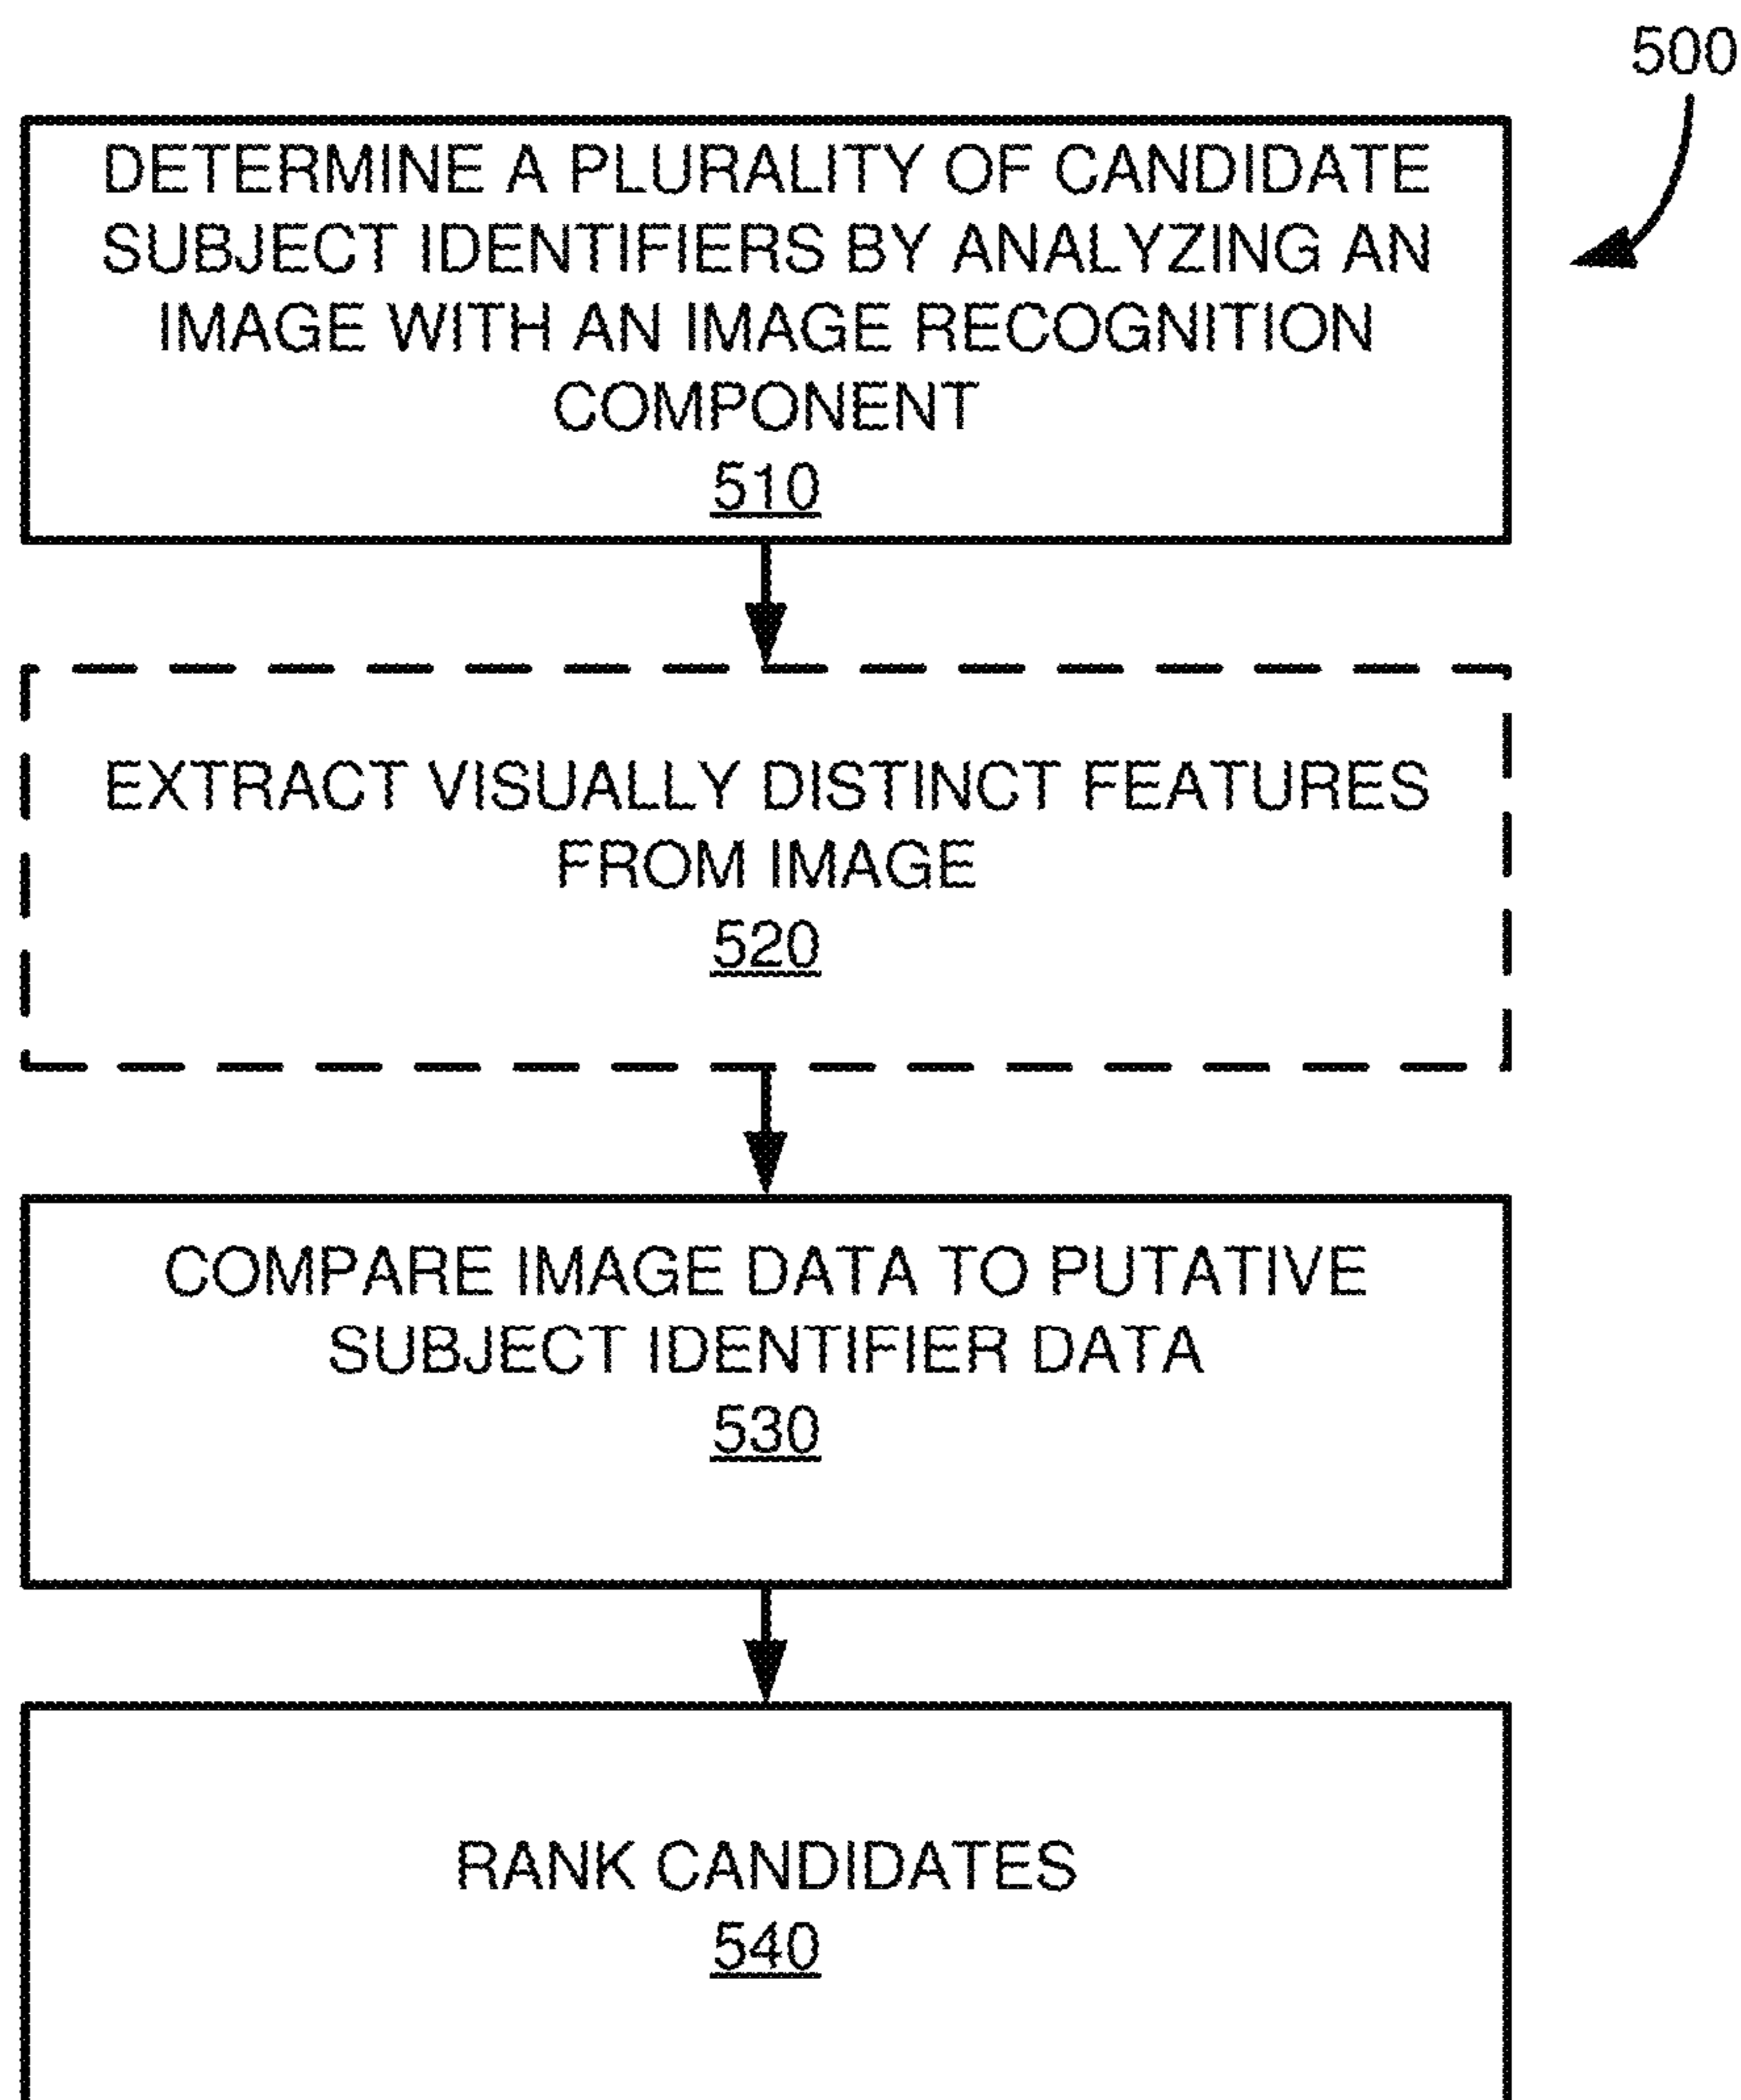 500
DETERMINE A PLURALITY OF CANDIDATE
SUBJECT IDENTIFIERS BY ANALYZING AN
IMAGE WITH AN IMAGE RECOGNITION
COMPONENT
510
EXTRACT VISUALLY DISTINCT FEATURES
FROM IMAGE
520
COMPARE IMAGE DATA TO PUTATIVE
SUBJECT IDENTIFIER DATA
530
RANK CANDIDATES
540